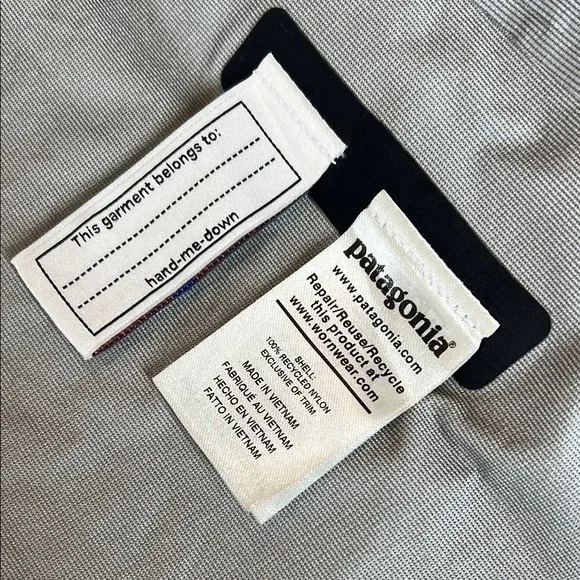 This garment belongs to:
hand-me-down
patagonia®
www.patagonia.com
Repair/Reuse/Recycle
this product at
www.wornwear.com
SHELL:
100% RECYCLED NYLON
EXCLUSIVE OF TRIM
MADE IN VIETNAM
FABRIQUÉ AU VIETNAM
HECHO EN VIETNAM
FATTO IN VIETNAM